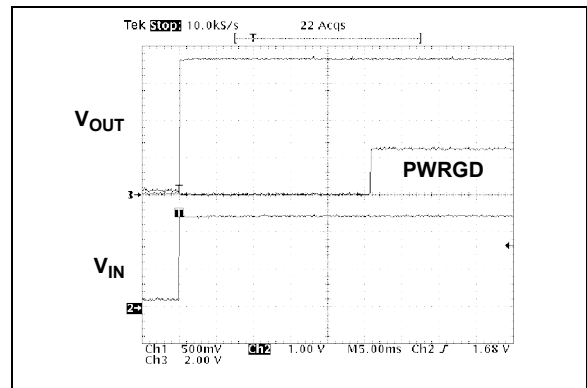 Tek Stop: 10.0kS/s 22 Acqs
T
VOUT
PWRGD
3→
VIN
2→
Ch1 500mV Ch2 1.00 V M5.00ms Ch2 ∫ 1.68 V
Ch3 2.00 V